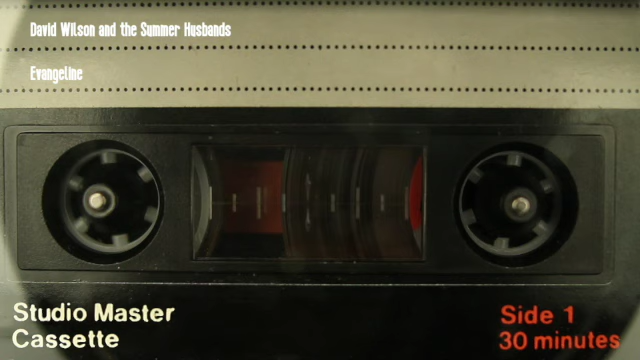 David Wilson and the Summer Husbands
Evangeline
Studio Master
Cassette
Side 1
30 minutes